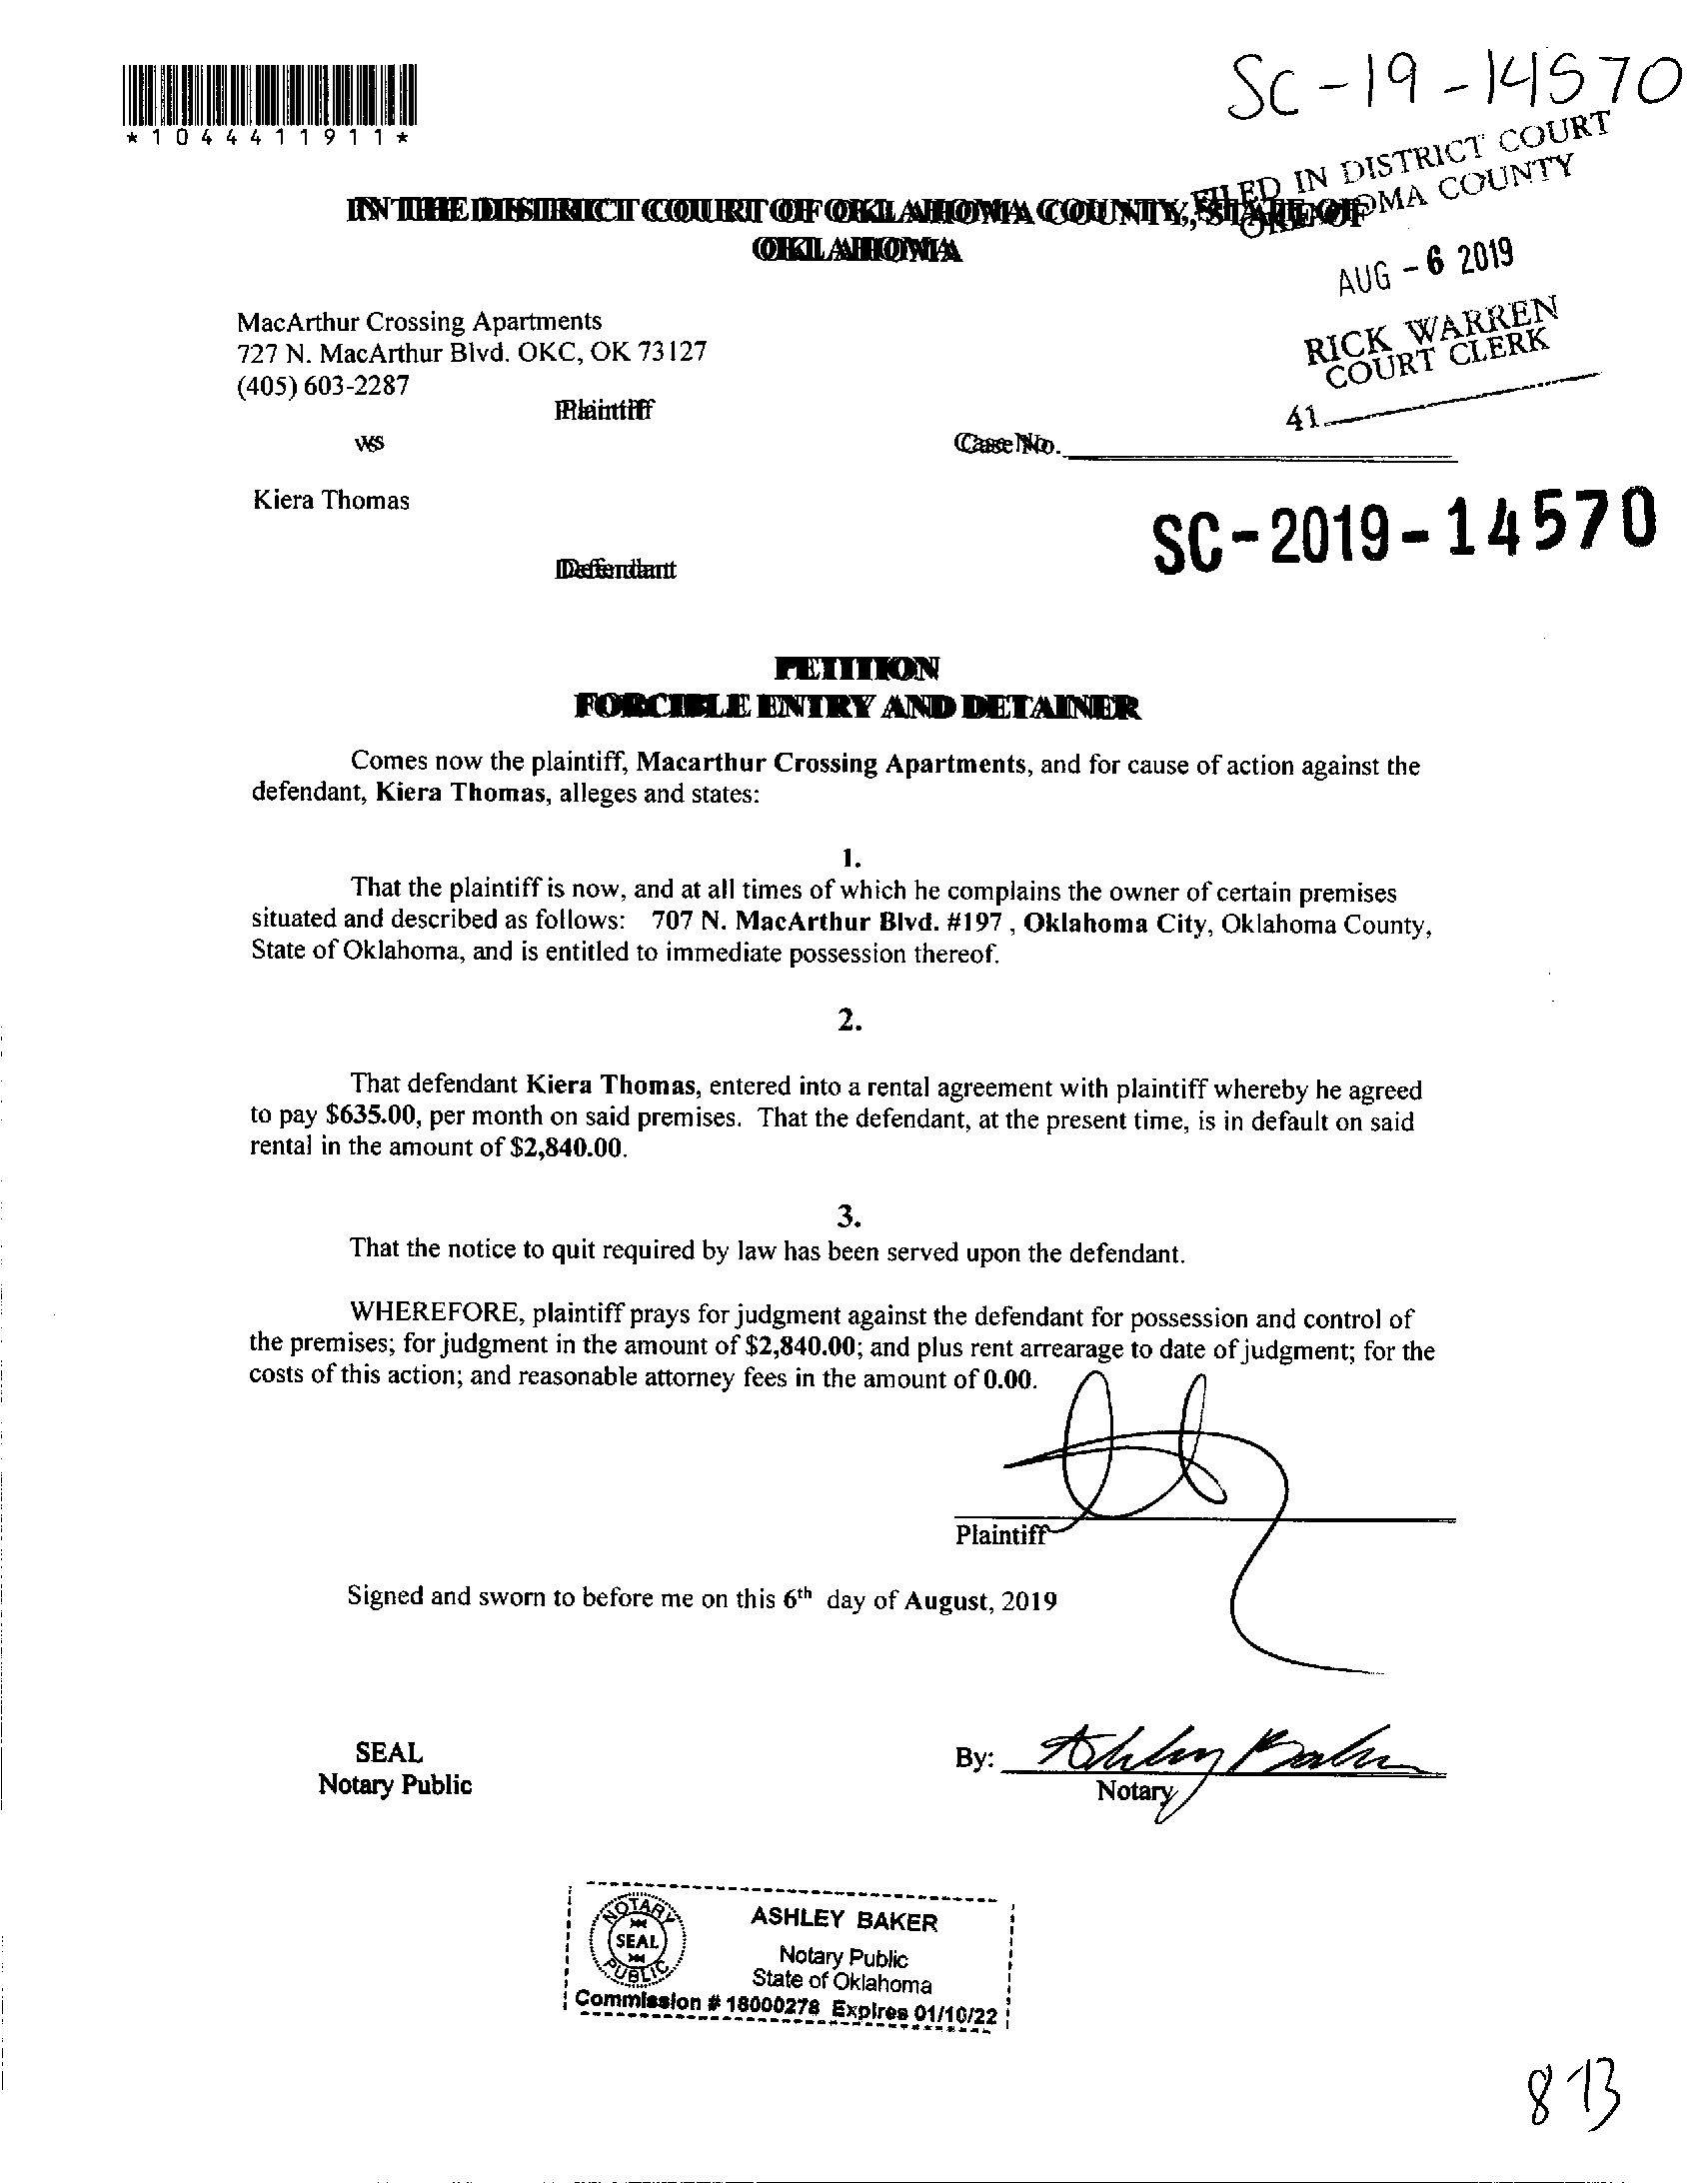 SC-19-14570
*1044411911*
FILED IN DISTRICT COURT
OKLAHOMA COUNTY
IN THE DISTRICT COURT OF OKLAHOMA COUNTY, STATE OF
OKLAHOMA
AUG - 6 2019
RICK WARREN
COURT CLERK
41
MacArthur Crossing Apartments
727 N. MacArthur Blvd. OKC, OK 73127
(405) 603-2287
Plaintiff
vs
Case No.
Kiera Thomas
SC-2019-14570
Defendant
PETITION
FORCIBLE ENTRY AND DETAINER
Comes now the plaintiff, Macarthur Crossing Apartments, and for cause of action against the
defendant, Kiera Thomas, alleges and states:
1.
That the plaintiff is now, and at all times of which he complains the owner of certain premises
situated and described as follows: 707 N. MacArthur Blvd. #197 , Oklahoma City, Oklahoma County,
State of Oklahoma, and is entitled to immediate possession thereof.
2.
That defendant Kiera Thomas, entered into a rental agreement with plaintiff whereby he agreed
to pay $635.00, per month on said premises. That the defendant, at the present time, is in default on said
rental in the amount of $2,840.00.
3.
That the notice to quit required by law has been served upon the defendant.
WHEREFORE, plaintiff prays for judgment against the defendant for possession and control of
the premises; for judgment in the amount of $2,840.00; and plus rent arrearage to date of judgment; for the
costs of this action; and reasonable attorney fees in the amount of 0.00.
Plaintiff
Signed and sworn to before me on this 6th day of August, 2019
SEAL
Notary Public
By: Ashley Baker
Notary
NOTARY
SEAL
PUBLIC
ASHLEY BAKER
Notary Public
State of Oklahoma
Commission # 18000278 Expires 01/10/22